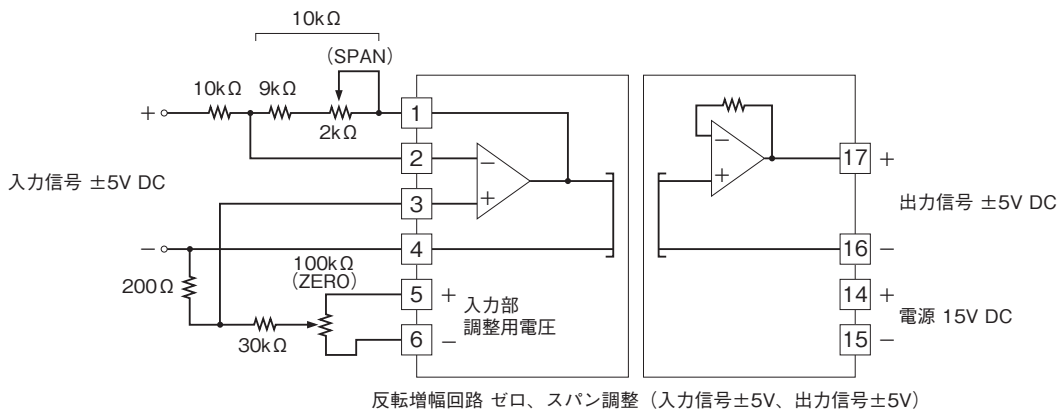 10kΩ
(SPAN)
10kΩ 9kΩ
2kΩ
+
1
2
3
4
5
6
−
+
入力信号 ±5V DC
−
200Ω
100kΩ
(ZERO)
30kΩ
+
−
入力部
調整用電圧
−
+
17 +
出力信号 ±5V DC
16 −
14 +
電源 15V DC
15 −
反転増幅回路 ゼロ、スパン調整（入力信号±5V、出力信号±5V）